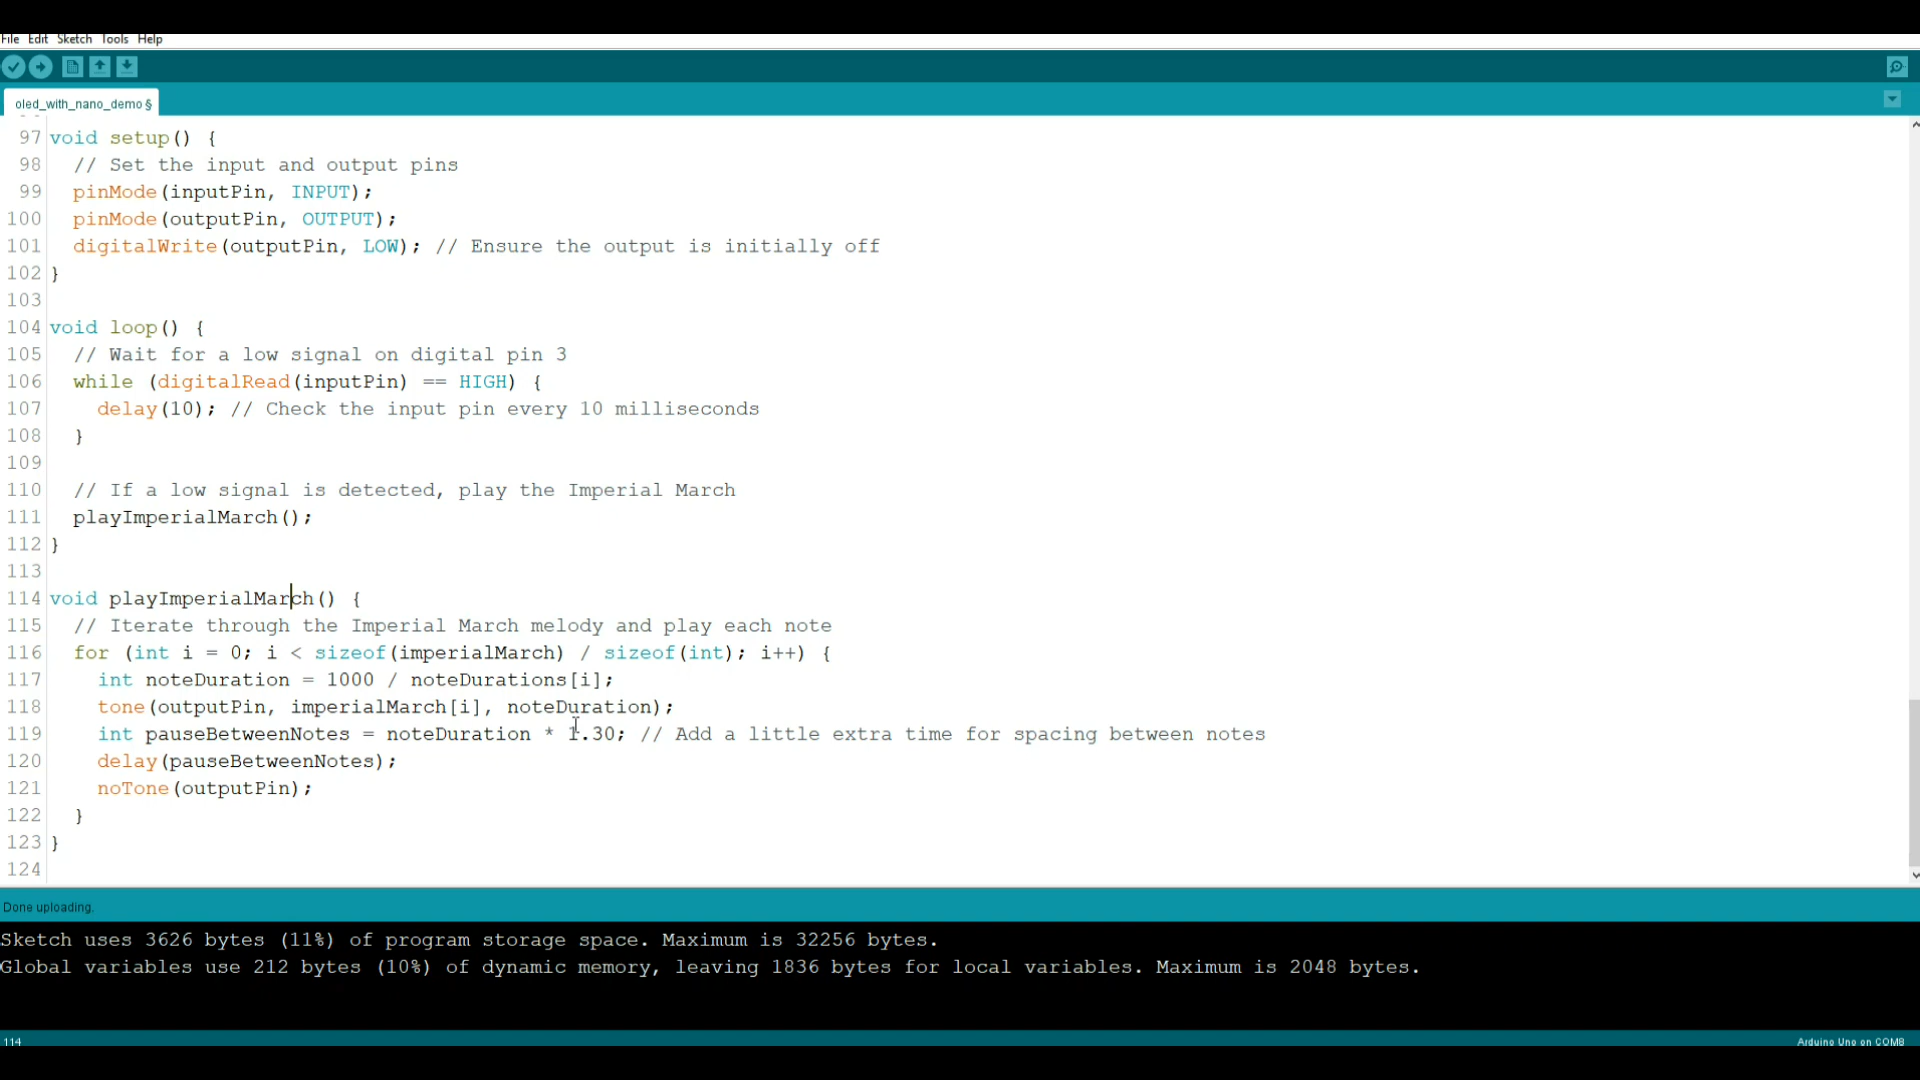 File Edit Sketch Tools Help
oled_with_nano_demo §
97 void setup() {
98 // Set the input and output pins
99 pinMode(inputPin, INPUT);
100 pinMode(outputPin, OUTPUT);
101 digitalWrite(outputPin, LOW); // Ensure the output is initially off
102 }
103
104 void loop() {
105 // Wait for a low signal on digital pin 3
106 while (digitalRead(inputPin) == HIGH) {
107 delay(10); // Check the input pin every 10 milliseconds
108 }
109
110 // If a low signal is detected, play the Imperial March
111 playImperialMarch();
112 }
113
114 void playImperialMarch() {
115 // Iterate through the Imperial March melody and play each note
116 for (int i = 0; i < sizeof(imperialMarch) / sizeof(int); i++) {
117 int noteDuration = 1000 / noteDurations[i];
118 tone(outputPin, imperialMarch[i], noteDuration);
119 int pauseBetweenNotes = noteDuration * 1.30; // Add a little extra time for spacing between notes
120 delay(pauseBetweenNotes);
121 noTone(outputPin);
122 }
123 }
124
Done uploading.
Sketch uses 3626 bytes (11%) of program storage space. Maximum is 32256 bytes.
Global variables use 212 bytes (10%) of dynamic memory, leaving 1836 bytes for local variables. Maximum is 2048 bytes.
114
Arduino Uno on COM8